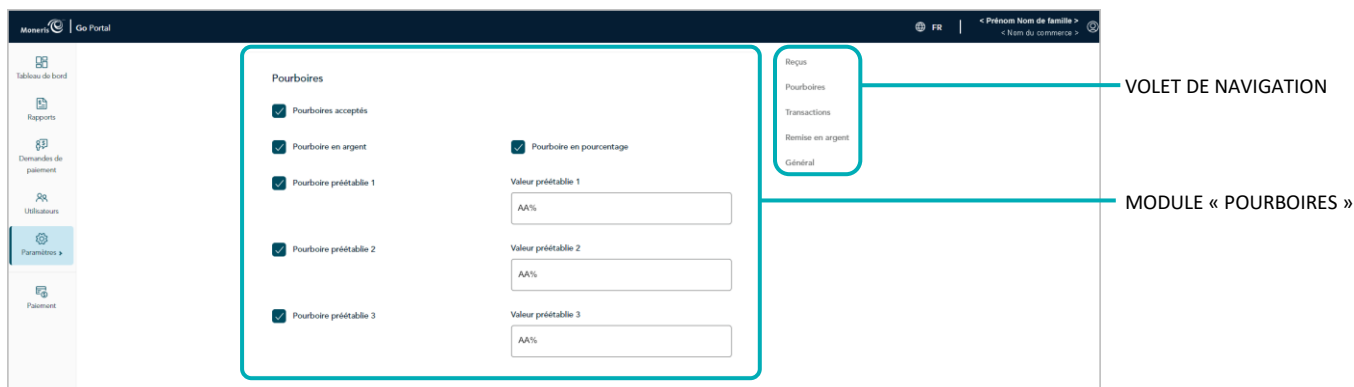 Moneris Go Portal
FR
< Prénom Nom de famille >
< Nom du commerce >
Tableau de bord
Rapports
Demandes de
paiement
Utilisateurs
Paramètres
Paiement
Pourboires
Pourboires acceptés
Pourboire en argent
Pourboire en pourcentage
Pourboire préétablie 1
Valeur préétablie 1
AA%
Pourboire préétablie 2
Valeur préétablie 2
AA%
Pourboire préétablie 3
Valeur préétablie 3
AA%
Reçus
Pourboires
Transactions
Remise en argent
Général
VOLET DE NAVIGATION
MODULE « POURBOIRES »